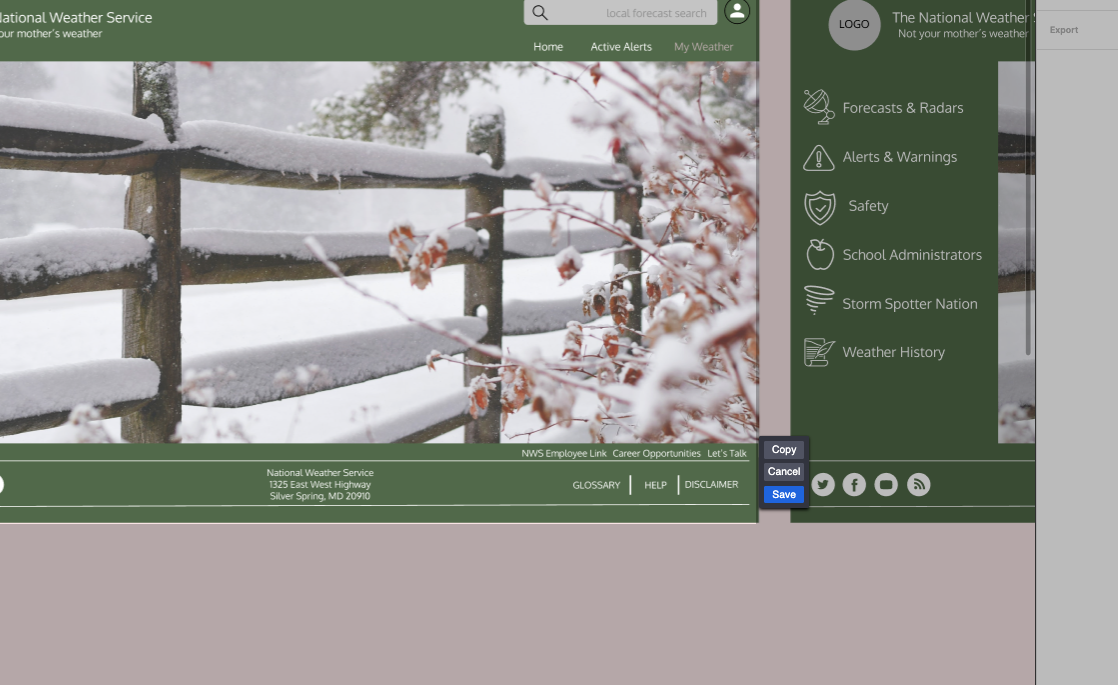 National Weather Service
our mother's weather
local forecast search
Home Active Alerts My Weather
LOGO
The National Weather
Not your mother's weather
Export
Forecasts & Radars
Alerts & Warnings
Safety
School Administrators
Storm Spotter Nation
Weather History
NWS Employee Link Career Opportunities Let's Talk
National Weather Service
1325 East West Highway
Silver Spring, MD 20910
GLOSSARY HELP DISCLAIMER
Copy
Cancel
Save